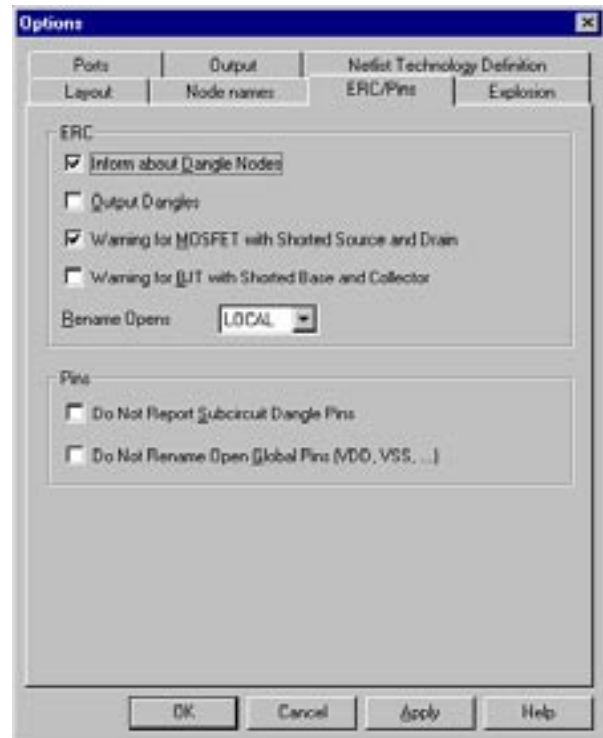 Options
Ports Output Netlist Technology Definition
Layout Node names ERC/Pins Explosion
ERC
Inform about Dangle Nodes
Output Dangles
Warning for MOSFET with Shorted Source and Drain
Warning for BJT with Shorted Base and Collector
Rename Opens LOCAL
Pins
Do Not Report Subcircuit Dangle Pins
Do Not Rename Open Global Pins (VDD, VSS, ...)
OK Cancel Apply Help